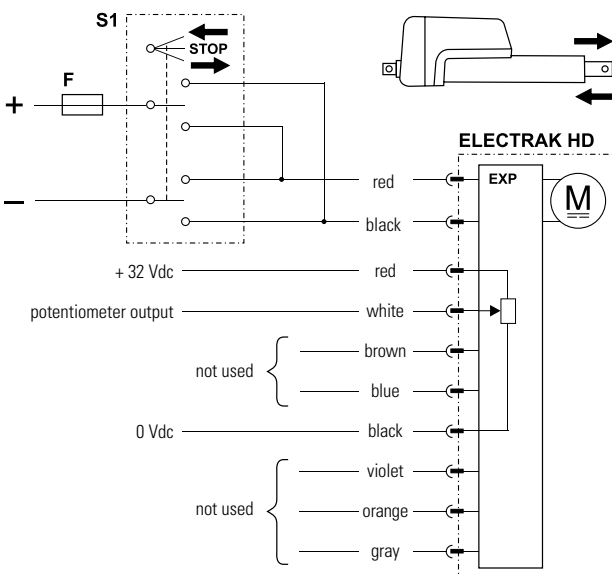 S1
STOP
F
+
–
ELECTRAK HD
EXP
M
red
black
+ 32 Vdc
red
potentiometer output
white
not used
brown
blue
0 Vdc
black
not used
violet
orange
gray